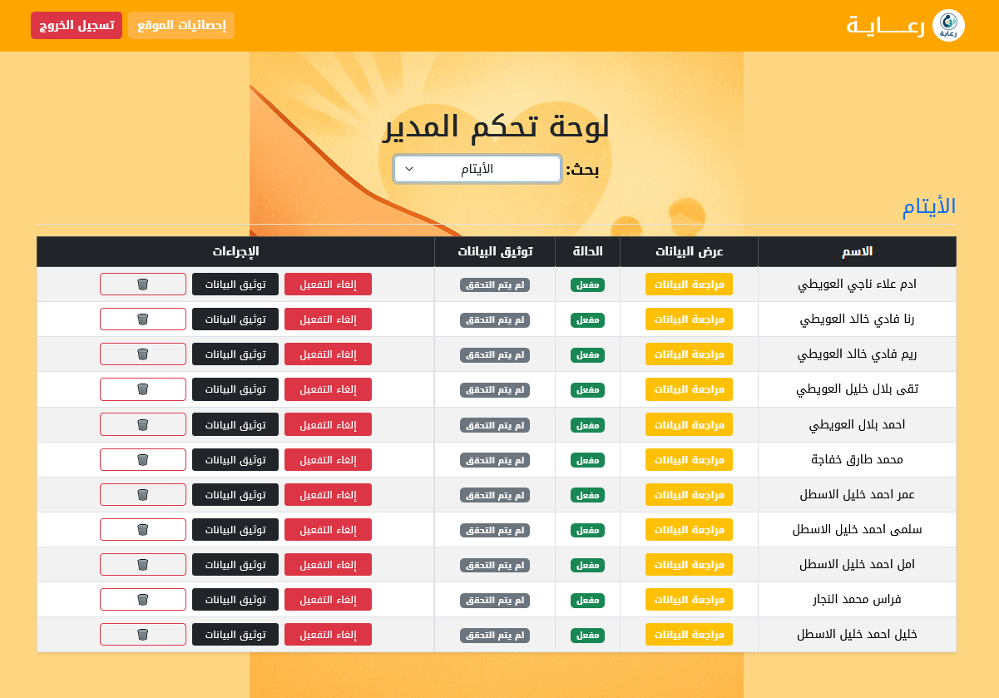 رعاية
رعـــــايــة
إحصائيات الموقع
تسجيل الخروج
لوحة تحكم المدير
بحث:
الأيتام
الأيتام
الاسم عرض البيانات الحالة توثيق البيانات الإجراءات
ادم علاء ناجي العويطي مراجعة البيانات مفعل لم يتم التحقق إلغاء التفعيل توثيق البيانات
رنا فادي خالد العويطي مراجعة البيانات مفعل لم يتم التحقق إلغاء التفعيل توثيق البيانات
ريم فادي خالد العويطي مراجعة البيانات مفعل لم يتم التحقق إلغاء التفعيل توثيق البيانات
تقى بلال خليل العويطي مراجعة البيانات مفعل لم يتم التحقق إلغاء التفعيل توثيق البيانات
احمد بلال العويطي مراجعة البيانات مفعل لم يتم التحقق إلغاء التفعيل توثيق البيانات
محمد طارق خفاجة مراجعة البيانات مفعل لم يتم التحقق إلغاء التفعيل توثيق البيانات
عمر احمد خليل الاسطل مراجعة البيانات مفعل لم يتم التحقق إلغاء التفعيل توثيق البيانات
سلمى احمد خليل الاسطل مراجعة البيانات مفعل لم يتم التحقق إلغاء التفعيل توثيق البيانات
امل احمد خليل الاسطل مراجعة البيانات مفعل لم يتم التحقق إلغاء التفعيل توثيق البيانات
فراس محمد النجار مراجعة البيانات مفعل لم يتم التحقق إلغاء التفعيل توثيق البيانات
خليل احمد خليل الاسطل مراجعة البيانات مفعل لم يتم التحقق إلغاء التفعيل توثيق البيانات